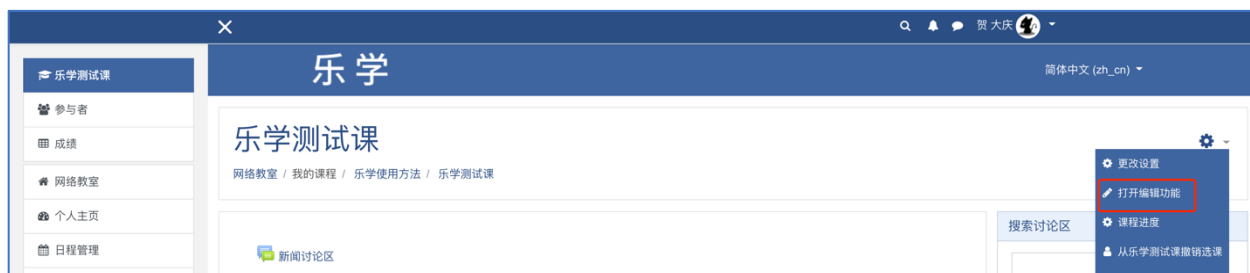 贺 大庆
乐学
简体中文 (zh_cn)
乐学测试课
参与者
成绩
网络教室
个人主页
日程管理
乐学测试课
网络教室 / 我的课程 / 乐学使用方法 / 乐学测试课
更改设置
打开编辑功能
课程进度
从乐学测试课撤销选课
新闻讨论区
搜索讨论区